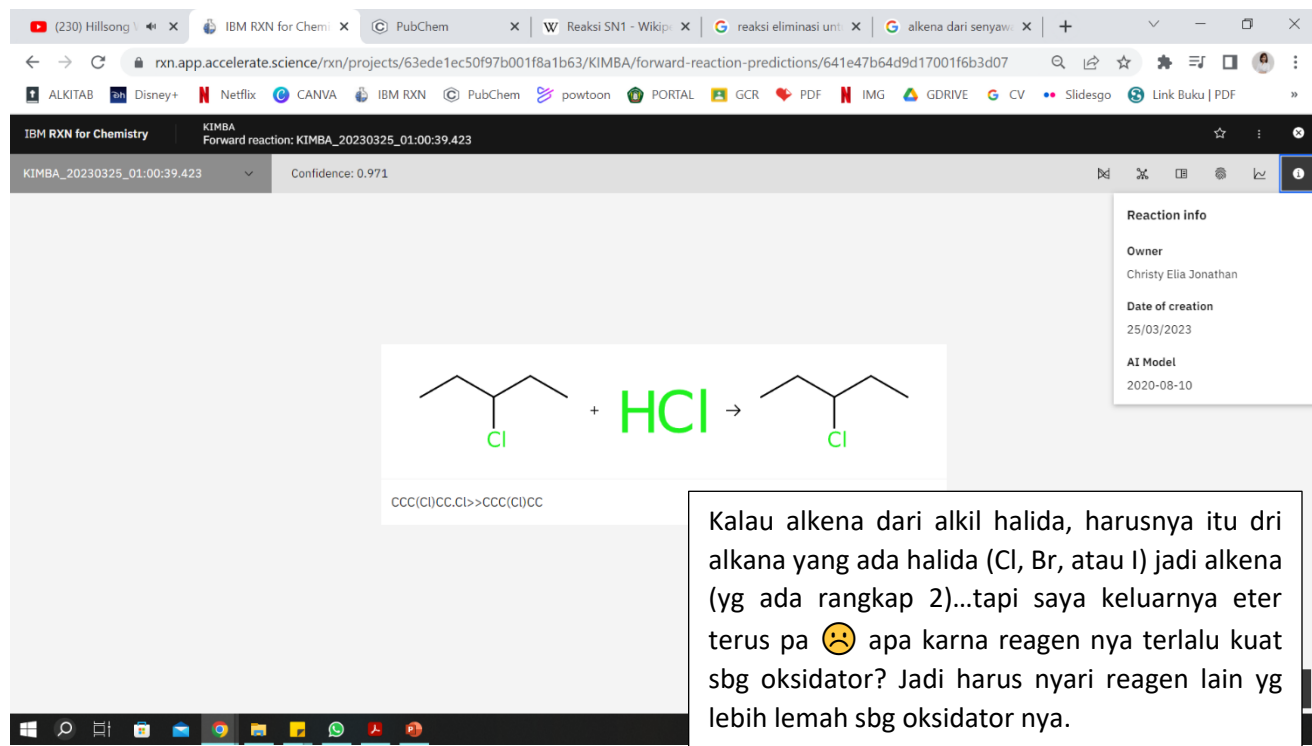 (230) Hillsong V
IBM RXN for Chemi
PubChem
Reaksi SN1 - Wikipe
reaksi eliminasi unt
alkena dari senyaw
rxn.app.accelerate.science/rxn/projects/63ede1ec50f97b001f8a1b63/KIMBA/forward-reaction-predictions/641e47b64d9d17001f6b3d07
ALKITAB Disney+ Netflix CANVA IBM RXN PubChem powtoon PORTAL GCR PDF IMG GDRIVE CV Slidesgo Link Buku | PDF »
IBM RXN for Chemistry
KIMBA
Forward reaction: KIMBA_20230325_01:00:39.423
KIMBA_20230325_01:00:39.423
Confidence: 0.971
Reaction info
Owner
Christy Elia Jonathan
Date of creation
25/03/2023
AI Model
2020-08-10
Cl + HCl → Cl
CCC(Cl)CC.Cl>>CCC(Cl)CC
Kalau alkena dari alkil halida, harusnya itu dri
alkana yang ada halida (Cl, Br, atau I) jadi alkena
(yg ada rangkap 2)...tapi saya keluarnya eter
terus pa ☹ apa karna reagen nya terlalu kuat
sbg oksidator? Jadi harus nyari reagen lain yg
lebih lemah sbg oksidator nya.